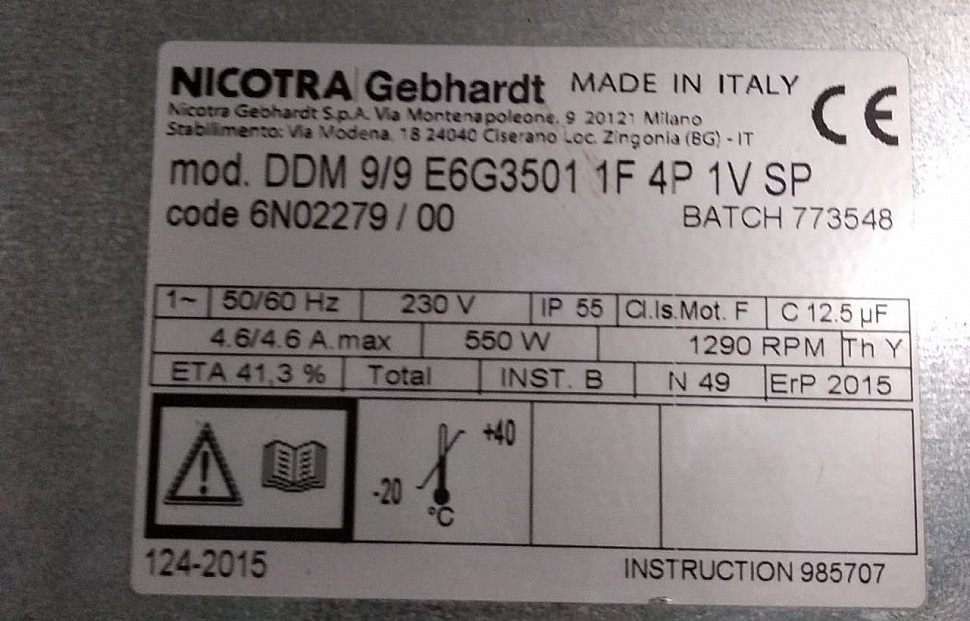 NICOTRA Gebhardt MADE IN ITALY CE
Nicotra Gebhardt S.p.A. Via Montenapoleone, 9 20121 Milano
Stabilimento: Via Modena, 18 24040 Ciserano Loc. Zingonia (BG) - IT
mod. DDM 9/9 E6G3501 1F 4P 1V SP
code 6N02279 / 00 BATCH 773548
1~ 50/60 Hz 230 V IP 55 Cl.Is.Mot. F C 12.5 µF
4.6/4.6 A.max 550 W 1290 RPM Th Y
ETA 41,3 % Total INST. B N 49 ErP 2015
+40
-20
°C
124-2015 INSTRUCTION 985707